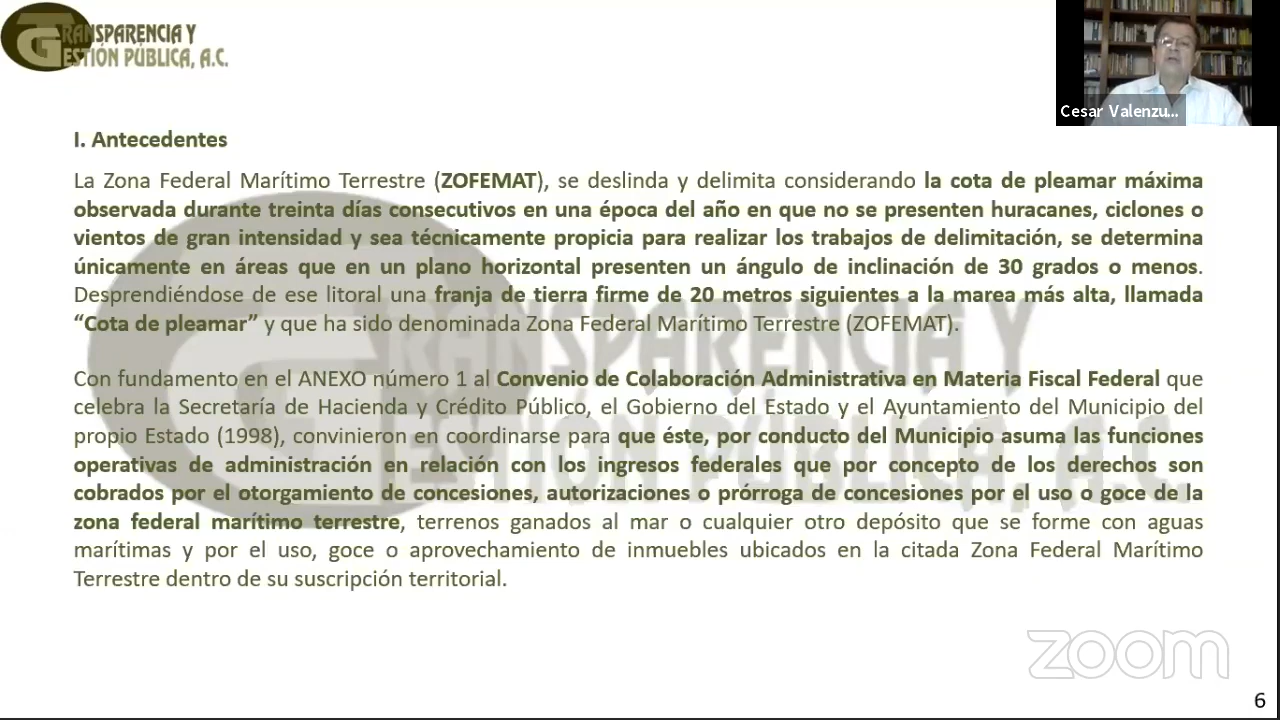 TRANSPARENCIA Y
GESTIÓN PÚBLICA, A.C.
Cesar Valenzu...
I. Antecedentes
La Zona Federal Marítimo Terrestre (ZOFEMAT), se deslinda y delimita considerando la cota de pleamar máxima
observada durante treinta días consecutivos en una época del año en que no se presenten huracanes, ciclones o
vientos de gran intensidad y sea técnicamente propicia para realizar los trabajos de delimitación, se determina
únicamente en áreas que en un plano horizontal presenten un ángulo de inclinación de 30 grados o menos.
Desprendiéndose de ese litoral una franja de tierra firme de 20 metros siguientes a la marea más alta, llamada
“Cota de pleamar” y que ha sido denominada Zona Federal Marítimo Terrestre (ZOFEMAT).
Con fundamento en el ANEXO número 1 al Convenio de Colaboración Administrativa en Materia Fiscal Federal que
celebra la Secretaría de Hacienda y Crédito Público, el Gobierno del Estado y el Ayuntamiento del Municipio del
propio Estado (1998), convinieron en coordinarse para que éste, por conducto del Municipio asuma las funciones
operativas de administración en relación con los ingresos federales que por concepto de los derechos son
cobrados por el otorgamiento de concesiones, autorizaciones o prórroga de concesiones por el uso o goce de la
zona federal marítimo terrestre, terrenos ganados al mar o cualquier otro depósito que se forme con aguas
marítimas y por el uso, goce o aprovechamiento de inmuebles ubicados en la citada Zona Federal Marítimo
Terrestre dentro de su suscripción territorial.
TRANSPARENCIA Y
GESTIÓN PÚBLICA, A.C.
zoom
6